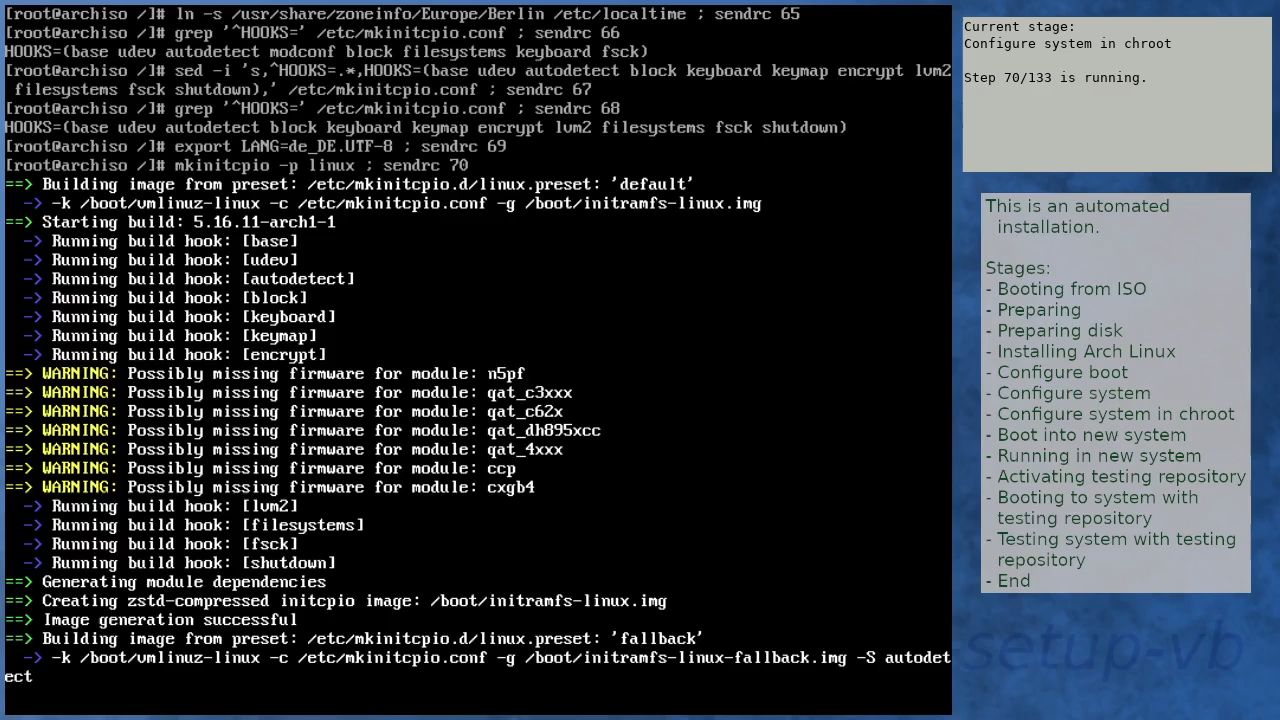 [root@archiso /]# ln -s /usr/share/zoneinfo/Europe/Berlin /etc/localtime ; sendrc 65
[root@archiso /]# grep '^HOOKS=' /etc/mkinitcpio.conf ; sendrc 66
HOOKS=(base udev autodetect modconf block filesystems keyboard fsck)
[root@archiso /]# sed -i 's,^HOOKS=.*,HOOKS=(base udev autodetect block keyboard keymap encrypt lvm2
 filesystems fsck shutdown),' /etc/mkinitcpio.conf ; sendrc 67
[root@archiso /]# grep '^HOOKS=' /etc/mkinitcpio.conf ; sendrc 68
HOOKS=(base udev autodetect block keyboard keymap encrypt lvm2 filesystems fsck shutdown)
[root@archiso /]# export LANG=de_DE.UTF-8 ; sendrc 69
[root@archiso /]# mkinitcpio -p linux ; sendrc 70
==> Building image from preset: /etc/mkinitcpio.d/linux.preset: 'default'
  -> -k /boot/vmlinuz-linux -c /etc/mkinitcpio.conf -g /boot/initramfs-linux.img
==> Starting build: 5.16.11-arch1-1
  -> Running build hook: [base]
  -> Running build hook: [udev]
  -> Running build hook: [autodetect]
  -> Running build hook: [block]
  -> Running build hook: [keyboard]
  -> Running build hook: [keymap]
  -> Running build hook: [encrypt]
==> WARNING: Possibly missing firmware for module: n5pf
==> WARNING: Possibly missing firmware for module: qat_c3xxx
==> WARNING: Possibly missing firmware for module: qat_c62x
==> WARNING: Possibly missing firmware for module: qat_dh895xcc
==> WARNING: Possibly missing firmware for module: qat_4xxx
==> WARNING: Possibly missing firmware for module: ccp
==> WARNING: Possibly missing firmware for module: cxgb4
  -> Running build hook: [lvm2]
  -> Running build hook: [filesystems]
  -> Running build hook: [fsck]
  -> Running build hook: [shutdown]
==> Generating module dependencies
==> Creating zstd-compressed initcpio image: /boot/initramfs-linux.img
==> Image generation successful
==> Building image from preset: /etc/mkinitcpio.d/linux.preset: 'fallback'
  -> -k /boot/vmlinuz-linux -c /etc/mkinitcpio.conf -g /boot/initramfs-linux-fallback.img -S autodet
ect
Current stage:
Configure system in chroot
Step 70/133 is running.
This is an automated
installation.
Stages:
- Booting from ISO
- Preparing
- Preparing disk
- Installing Arch Linux
- Configure boot
- Configure system
- Configure system in chroot
- Boot into new system
- Running in new system
- Activating testing repository
- Booting to system with
testing repository
- Testing system with testing
repository
- End
setup-vb